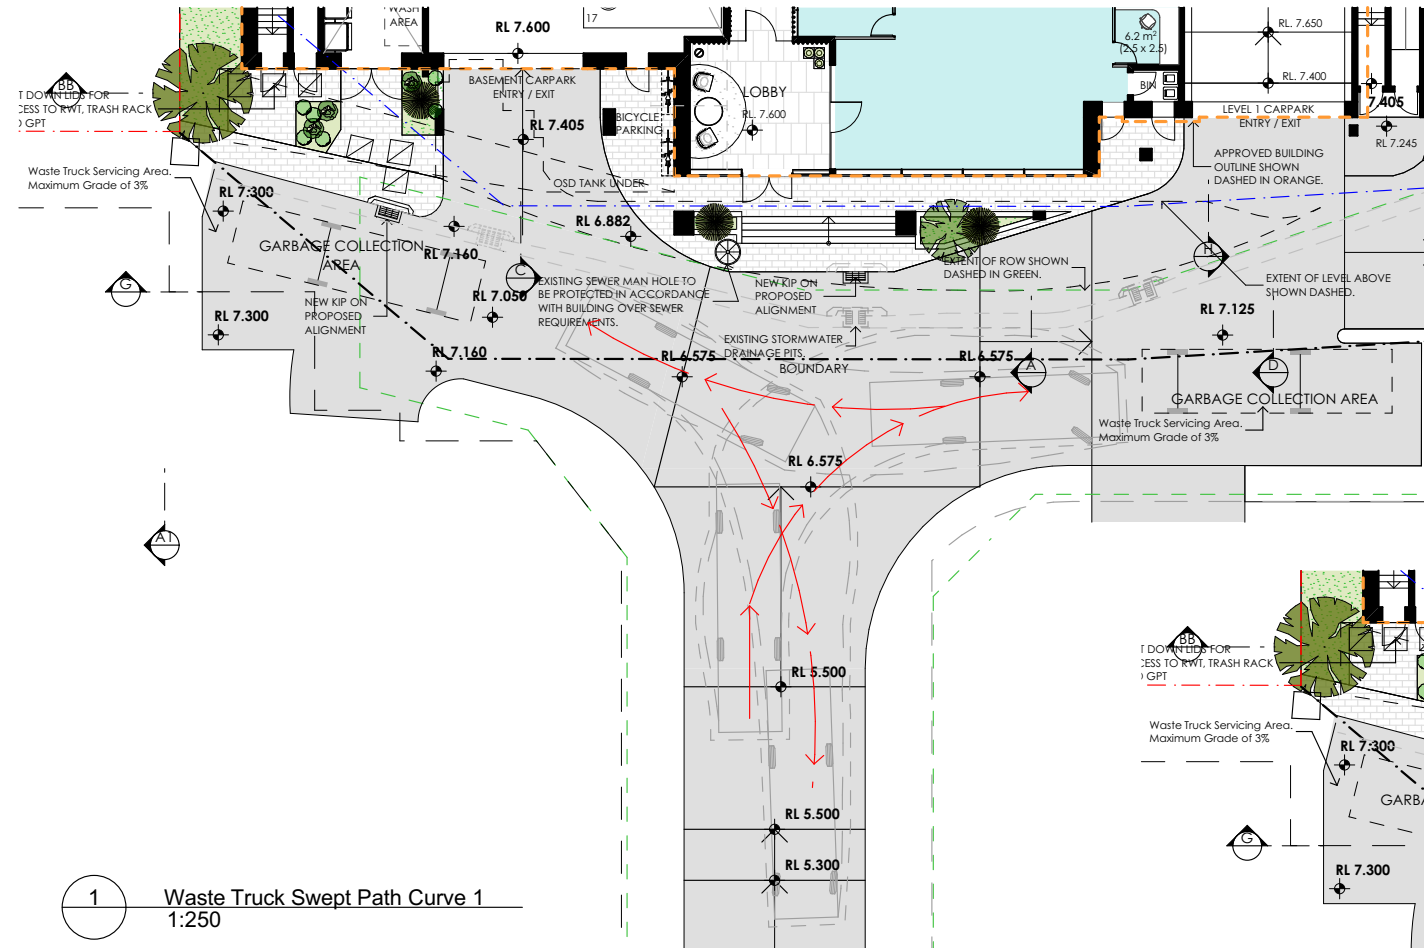 WASH
AREA
17
RL 7.600
6.2 m²
(2.5 x 2.5)
RL. 7.650
RL. 7.400
BB
T DOWN LIDS FOR
CESS TO RWT, TRASH RACK
GPT
BASEMENT CARPARK
ENTRY / EXIT
RL 7.405
BICYCLE
PARKING
LOBBY
RL. 7.600
BIN
LEVEL 1 CARPARK
ENTRY / EXIT
7.405
RL 7.245
APPROVED BUILDING
OUTLINE SHOWN
DASHED IN ORANGE.
Waste Truck Servicing Area.
Maximum Grade of 3%
RL 7.300
OSD TANK UNDER
RL 6.882
GARBAGE COLLECTION
AREA
RL 7.160
C
H
EXTENT OF ROW SHOWN
DASHED IN GREEN.
EXTENT OF LEVEL ABOVE
SHOWN DASHED.
G
NEW KIP ON
PROPOSED
ALIGNMENT
RL 7.050
EXISTING SEWER MAN HOLE TO
BE PROTECTED IN ACCORDANCE
WITH BUILDING OVER SEWER
REQUIREMENTS.
NEW KIP ON
PROPOSED
ALIGNMENT
RL 7.300
RL 7.125
EXISTING STORMWATER
DRAINAGE PITS.
RL 7.160
RL 6.575
BOUNDARY
RL 6.575
A
D
GARBAGE COLLECTION AREA
Waste Truck Servicing Area.
Maximum Grade of 3%
RL 6.575
A1
RL 5.500
BB
T DOWN LIDS FOR
CESS TO RWT, TRASH RACK
GPT
Waste Truck Servicing Area.
Maximum Grade of 3%
RL 7.300
GARBA
G
RL 7.300
RL 5.500
RL 5.300
1
Waste Truck Swept Path Curve 1
1:250